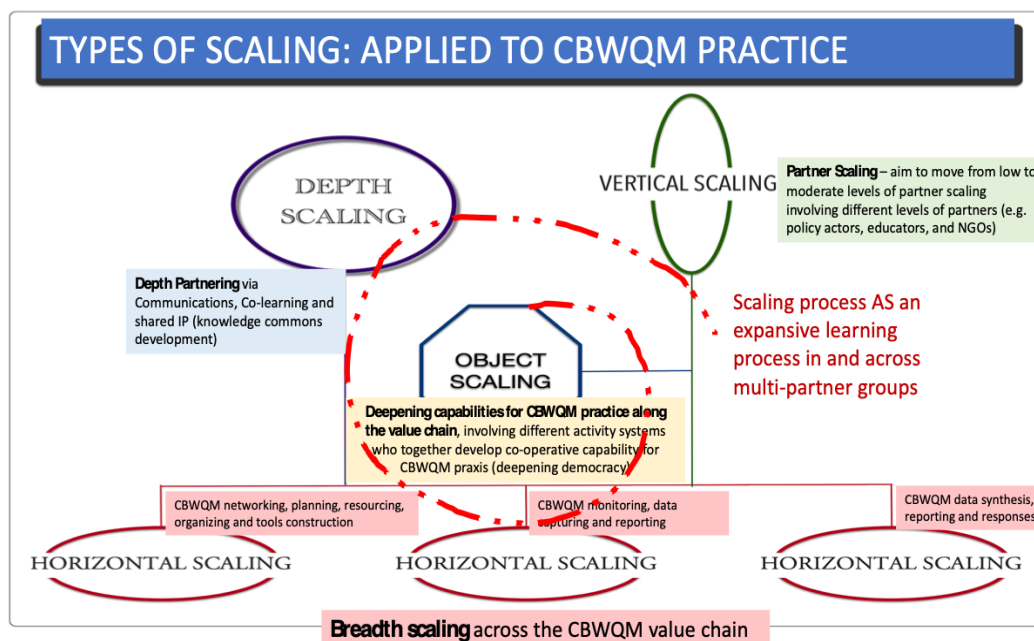 TYPES OF SCALING: APPLIED TO CBWQM PRACTICE
DEPTH
SCALING
VERTICAL SCALING
Partner Scaling – aim to move from low to
moderate levels of partner scaling
involving different levels of partners (e.g.
policy actors, educators, and NGOs)
Depth Partnering via
Communications, Co-learning and
shared IP (knowledge commons
development)
Scaling process AS an
expansive learning
process in and across
multi-partner groups
OBJECT
SCALING
Deepening capabilities for CBWQM practice along
the value chain, involving different activity systems
who together develop co-operative capability for
CBWQM praxis (deepening democracy)
CBWQM networking, planning, resourcing,
organizing and tools construction
CBWQM monitoring, data
capturing and reporting
CBWQM data synthesis,
reporting and responses
HORIZONTAL SCALING
HORIZONTAL SCALING
HORIZONTAL SCALING
Breadth scaling across the CBWQM value chain